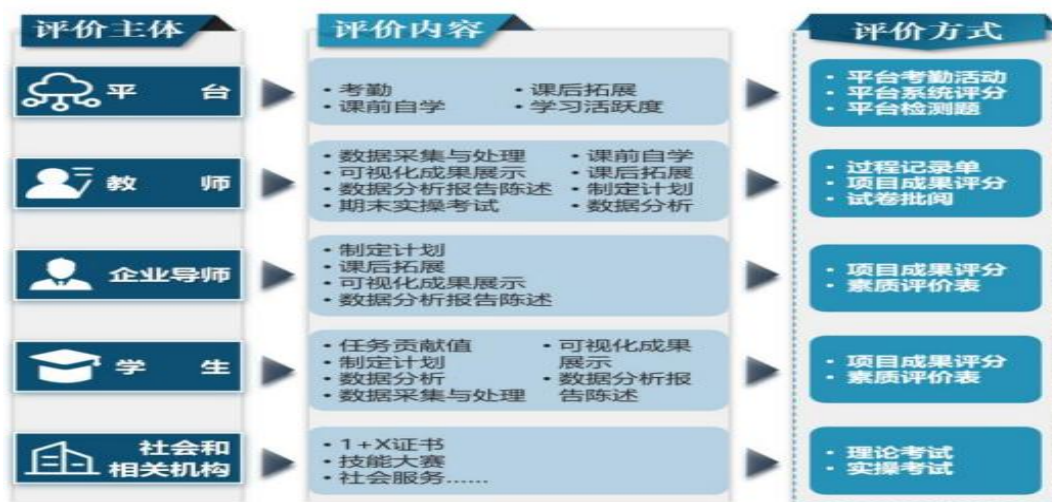 评价主体
评价内容
评价方式
平台
• 考勤
• 课前自学
• 课后拓展
• 学习活跃度
• 平台考勤活动
• 平台系统评分
• 平台检测题
教师
• 数据采集与处理
• 可视化成果展示
• 数据分析报告陈述
• 期末实操考试
• 课前自学
• 课后拓展
• 制定计划
• 数据分析
• 过程记录单
• 项目成果评分
• 试卷批阅
企业导师
• 制定计划
• 课后拓展
• 可视化成果展示
• 数据分析报告陈述
• 项目成果评分
• 素质评价表
学生
• 任务贡献值
• 制定计划
• 数据分析
• 数据采集与处理
• 可视化成果
展示
• 数据分析报
告陈述
• 项目成果评分
• 素质评价表
社会和
相关机构
• 1+X证书
• 技能大赛
• 社会服务......
• 理论考试
• 实操考试